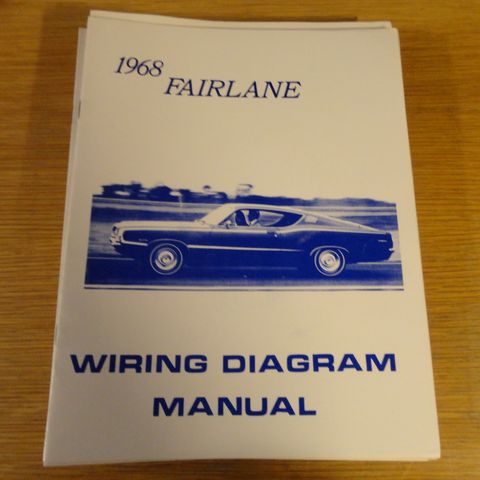 1968
FAIRLANE
WIRING DIAGRAM
MANUAL